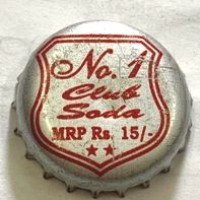 No. 1
Club
Soda
MRP Rs. 15/-